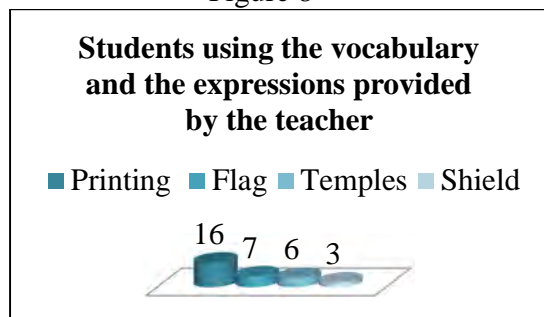 Students using the vocabulary
and the expressions provided
by the teacher
Printing Flag Temples Shield
16 7 6 3